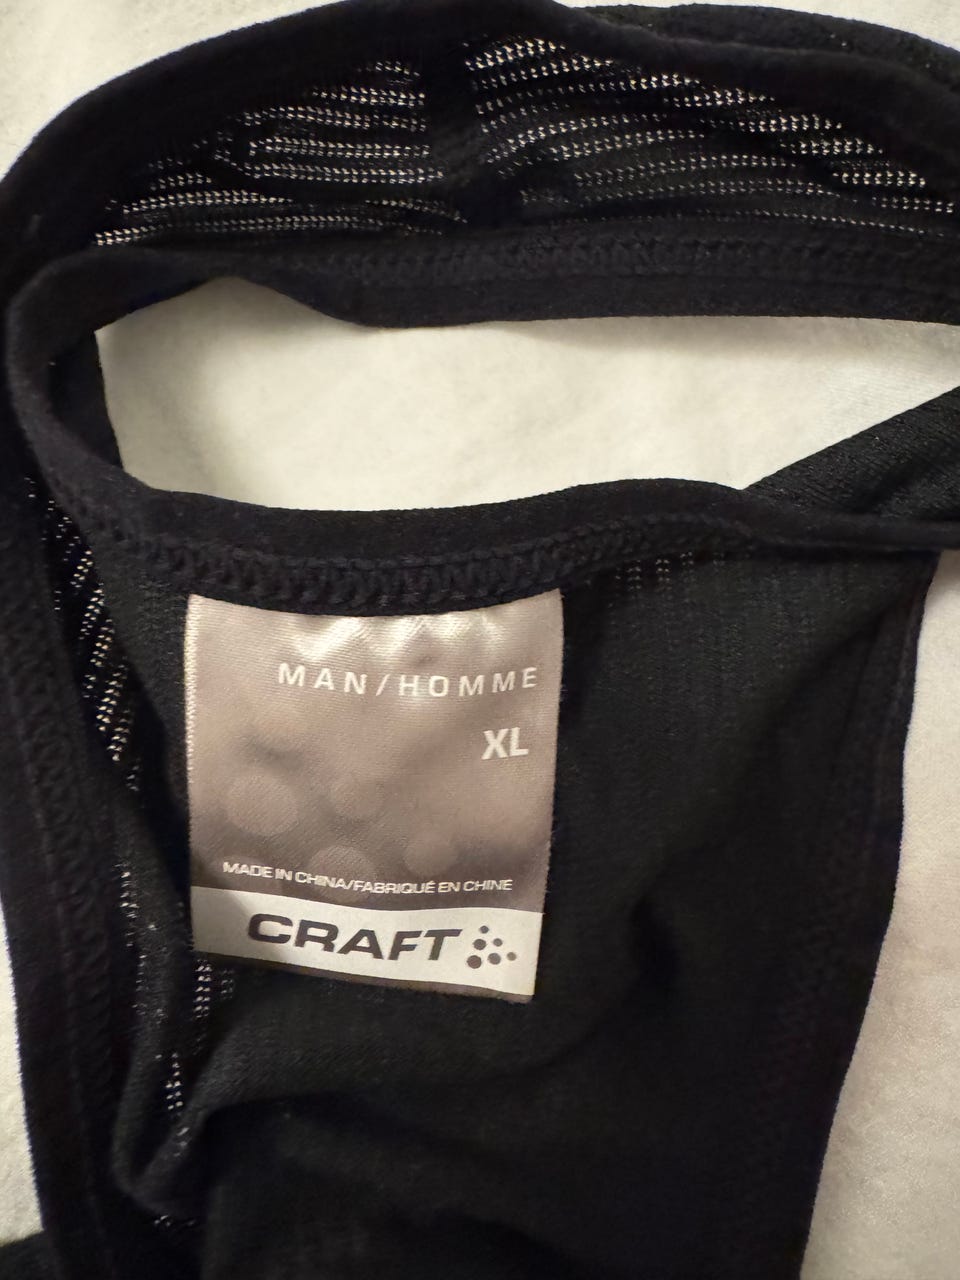 MAN/HOMME
XL
MADE IN CHINA/FABRIQUÉ EN CHINE
CRAFT